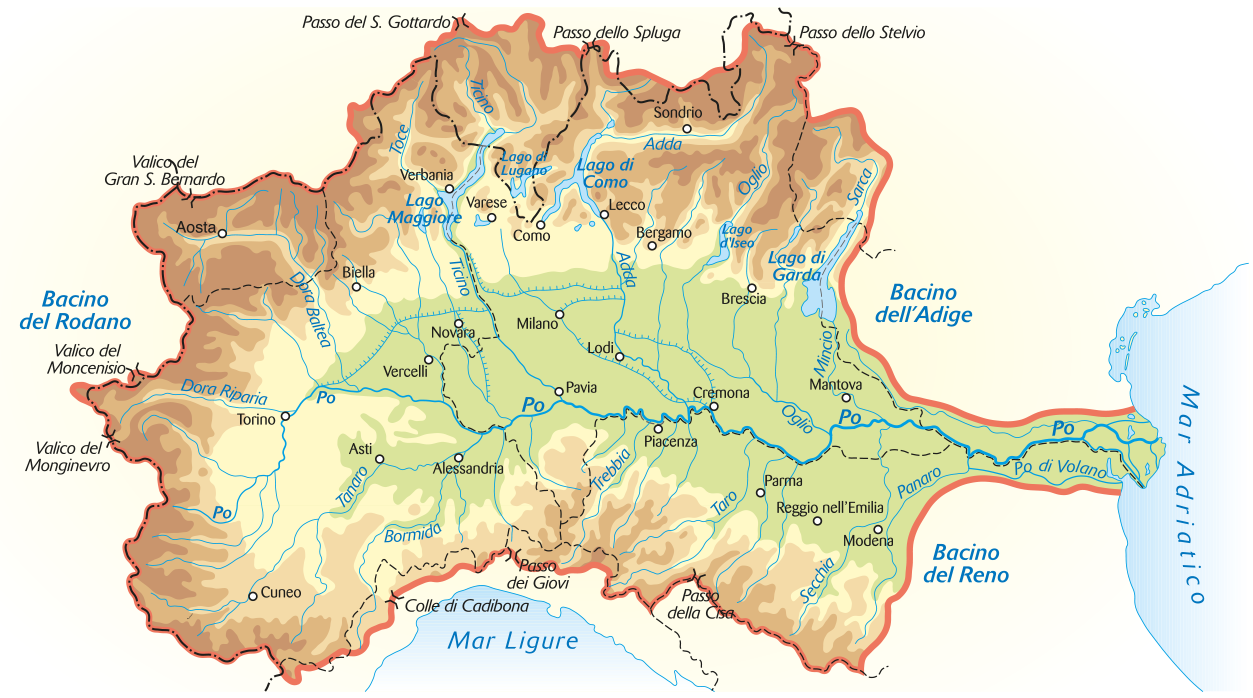 Passo del S. Gottardo
Passo dello Spluga
Passo dello Stelvio
Ticino
Sondrio
Toce
Adda
Lago di
Lugano
Lago di
Como
Valico del
Gran S. Bernardo
Verbania
Oglio
Sarca
Lago
Maggiore
Varese
Lecco
Aosta
Como
Bergamo
Lago
d'Iseo
Lago di
Garda
Biella
Ticino
Adda
Dora Baltea
Brescia
Bacino
del Rodano
Bacino
dell'Adige
Novara
Milano
Lodi
Mincio
Valico del
Moncenisio
Vercelli
Dora Riparia
Po
Pavia
Cremona
Mantova
Torino
Po
Oglio
Po
Po
Mar Adriatico
Valico del
Monginevro
Asti
Piacenza
Alessandria
Tanaro
Trebbia
Panaro
Po di Volano
Parma
Taro
Po
Reggio nell'Emilia
Bormida
Modena
Passo
dei Giovi
Bacino
del Reno
Secchia
Cuneo
Colle di Cadibona
Passo
della Cisa
Mar Ligure